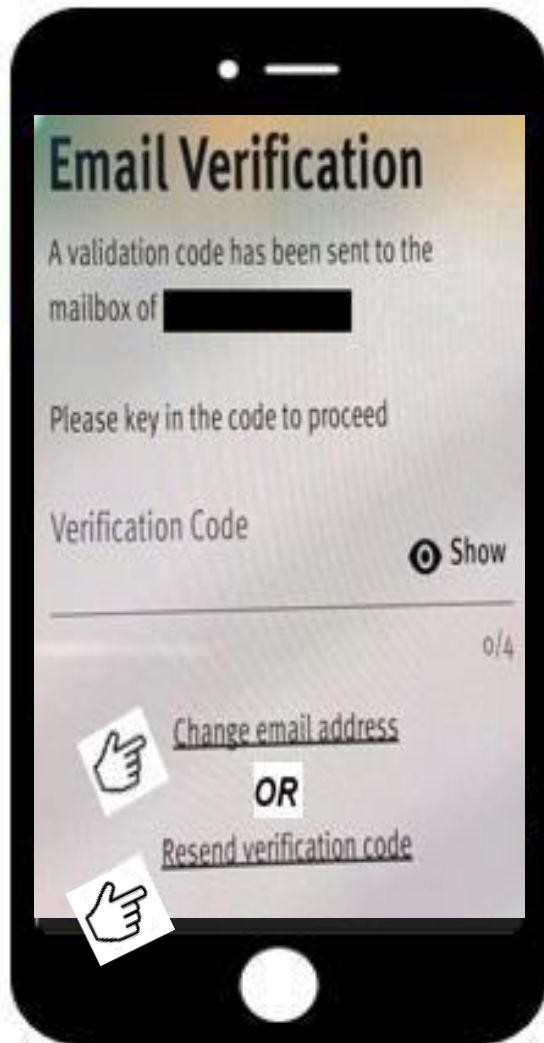 Email Verification
A validation code has been sent to the
mailbox of
Please key in the code to proceed
Verification Code
Show
0/4
Change email address
OR
Resend verification code